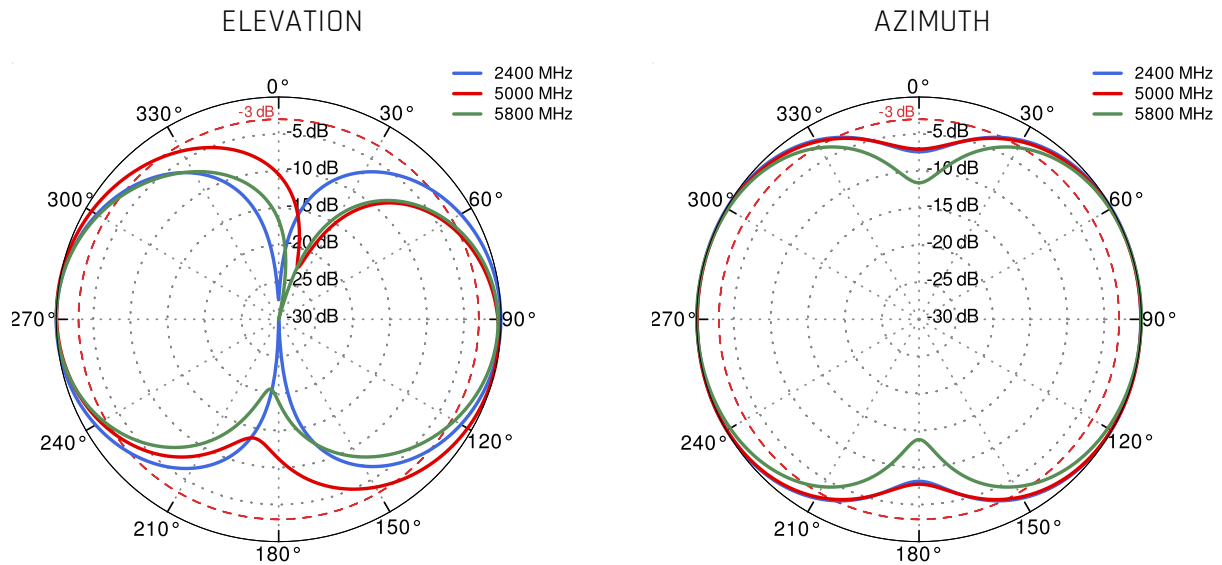 ELEVATION
2400 MHz
5000 MHz
5800 MHz
0°
330°
30°
-3 dB
-5 dB
-10 dB
300°
60°
-15 dB
-20 dB
-25 dB
270°
-30 dB
90°
240°
120°
210°
150°
180°
AZIMUTH
2400 MHz
5000 MHz
5800 MHz
0°
330°
30°
-3 dB
-5 dB
-10 dB
300°
60°
-15 dB
-20 dB
-25 dB
270°
-30 dB
90°
240°
120°
210°
150°
180°